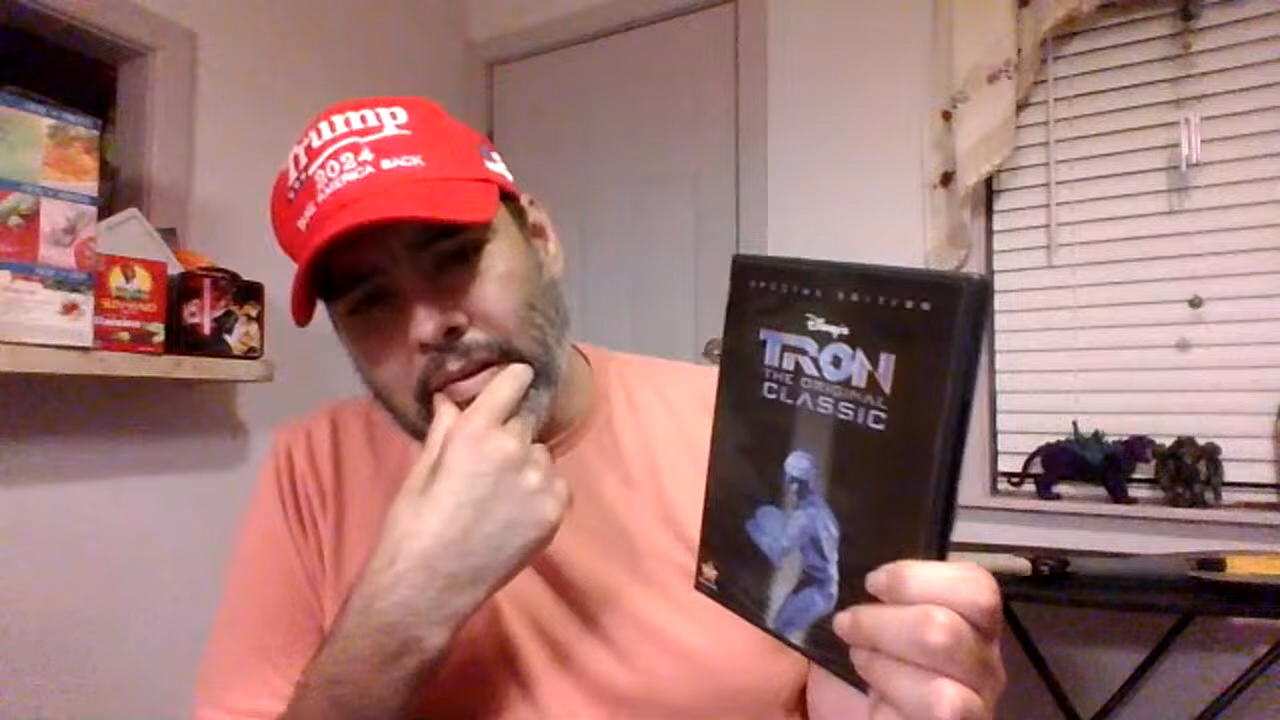 Trump
2024
AMERICA BACK
SPECIAL EDITION
Disney's
TRON
THE ORIGINAL
CLASSIC